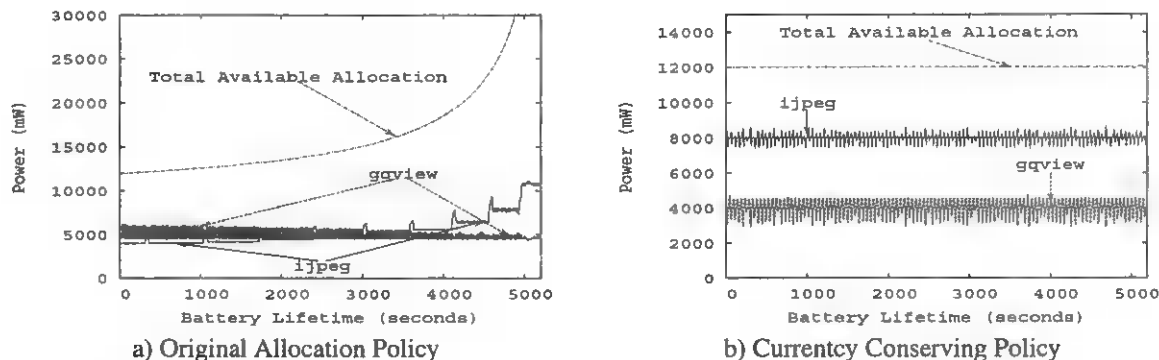 30000
25000
20000
15000
10000
5000
0
Power (mW)
Total Available Allocation
gqview
ijpeg
0 1000 2000 3000 4000 5000
Battery Lifetime (seconds)
a) Original Allocation Policy
14000
12000
10000
8000
6000
4000
2000
0
Power (mW)
Total Available Allocation
ijpeg
gqview
0 1000 2000 3000 4000 5000
Battery Lifetime (seconds)
b) Currentcy Conserving Policy